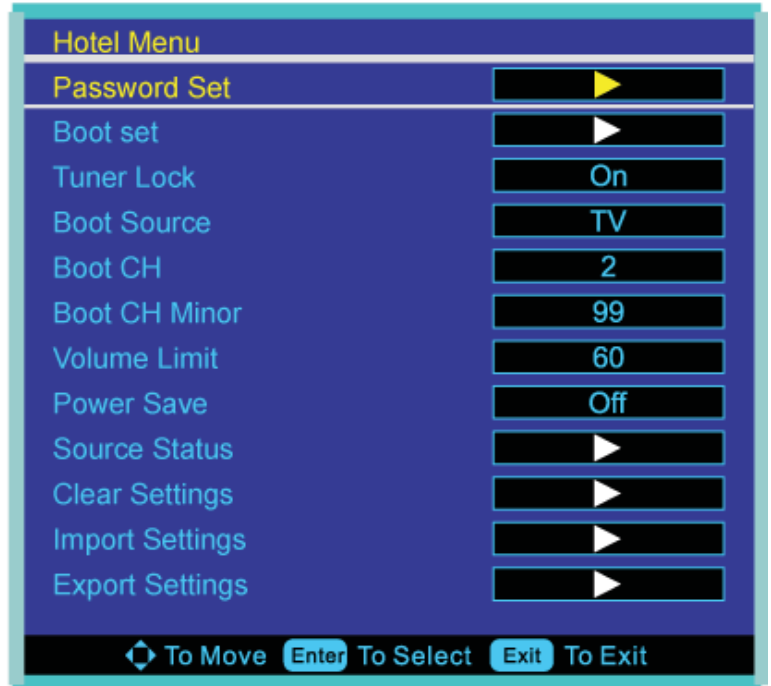 Hotel Menu
Password Set
Boot set
Tuner Lock On
Boot Source TV
Boot CH 2
Boot CH Minor 99
Volume Limit 60
Power Save Off
Source Status
Clear Settings
Import Settings
Export Settings
To Move Enter To Select Exit To Exit